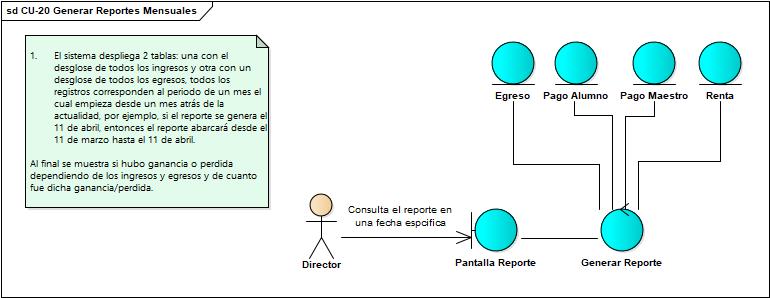 sd CU-20 Generar Reportes Mensuales
1. El sistema despliega 2 tablas: una con el
desglose de todos los ingresos y otra con un
desglose de todos los egresos, todos los
registros corresponden al periodo de un mes el
cual empieza desde un mes atrás de la
actualidad, por ejemplo, si el reporte se genera el
11 de abril, entonces el reporte abarcará desde el
11 de marzo hasta el 11 de abril.
Al final se muestra si hubo ganancia o perdida
dependiendo de los ingresos y egresos y de cuanto
fue dicha ganancia/perdida.
Egreso
Pago Alumno
Pago Maestro
Renta
Consulta el reporte en
una fecha espcifica
Director
Pantalla Reporte
Generar Reporte